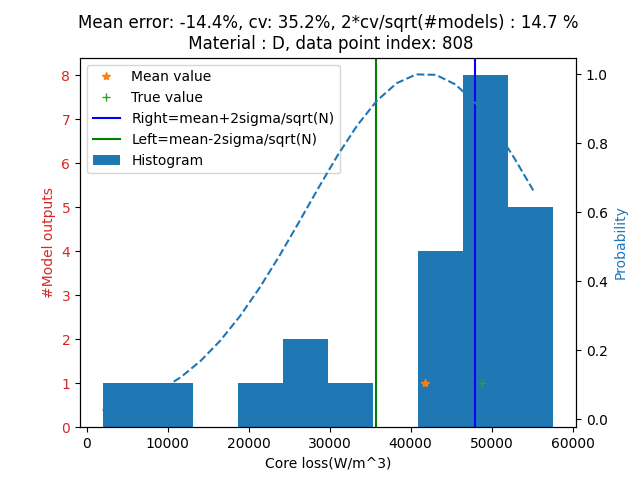 Mean error: -14.4%, cv: 35.2%, 2*cv/sqrt(#models) : 14.7 %
Material : D, data point index: 808
Mean value
True value
Right=mean+2sigma/sqrt(N)
Left=mean-2sigma/sqrt(N)
Histogram
8
7
6
5
4
3
2
1
0
#Model outputs
1.0
0.8
0.6
0.4
0.2
0.0
Probability
0
10000
20000
30000
40000
50000
60000
Core loss(W/m^3)